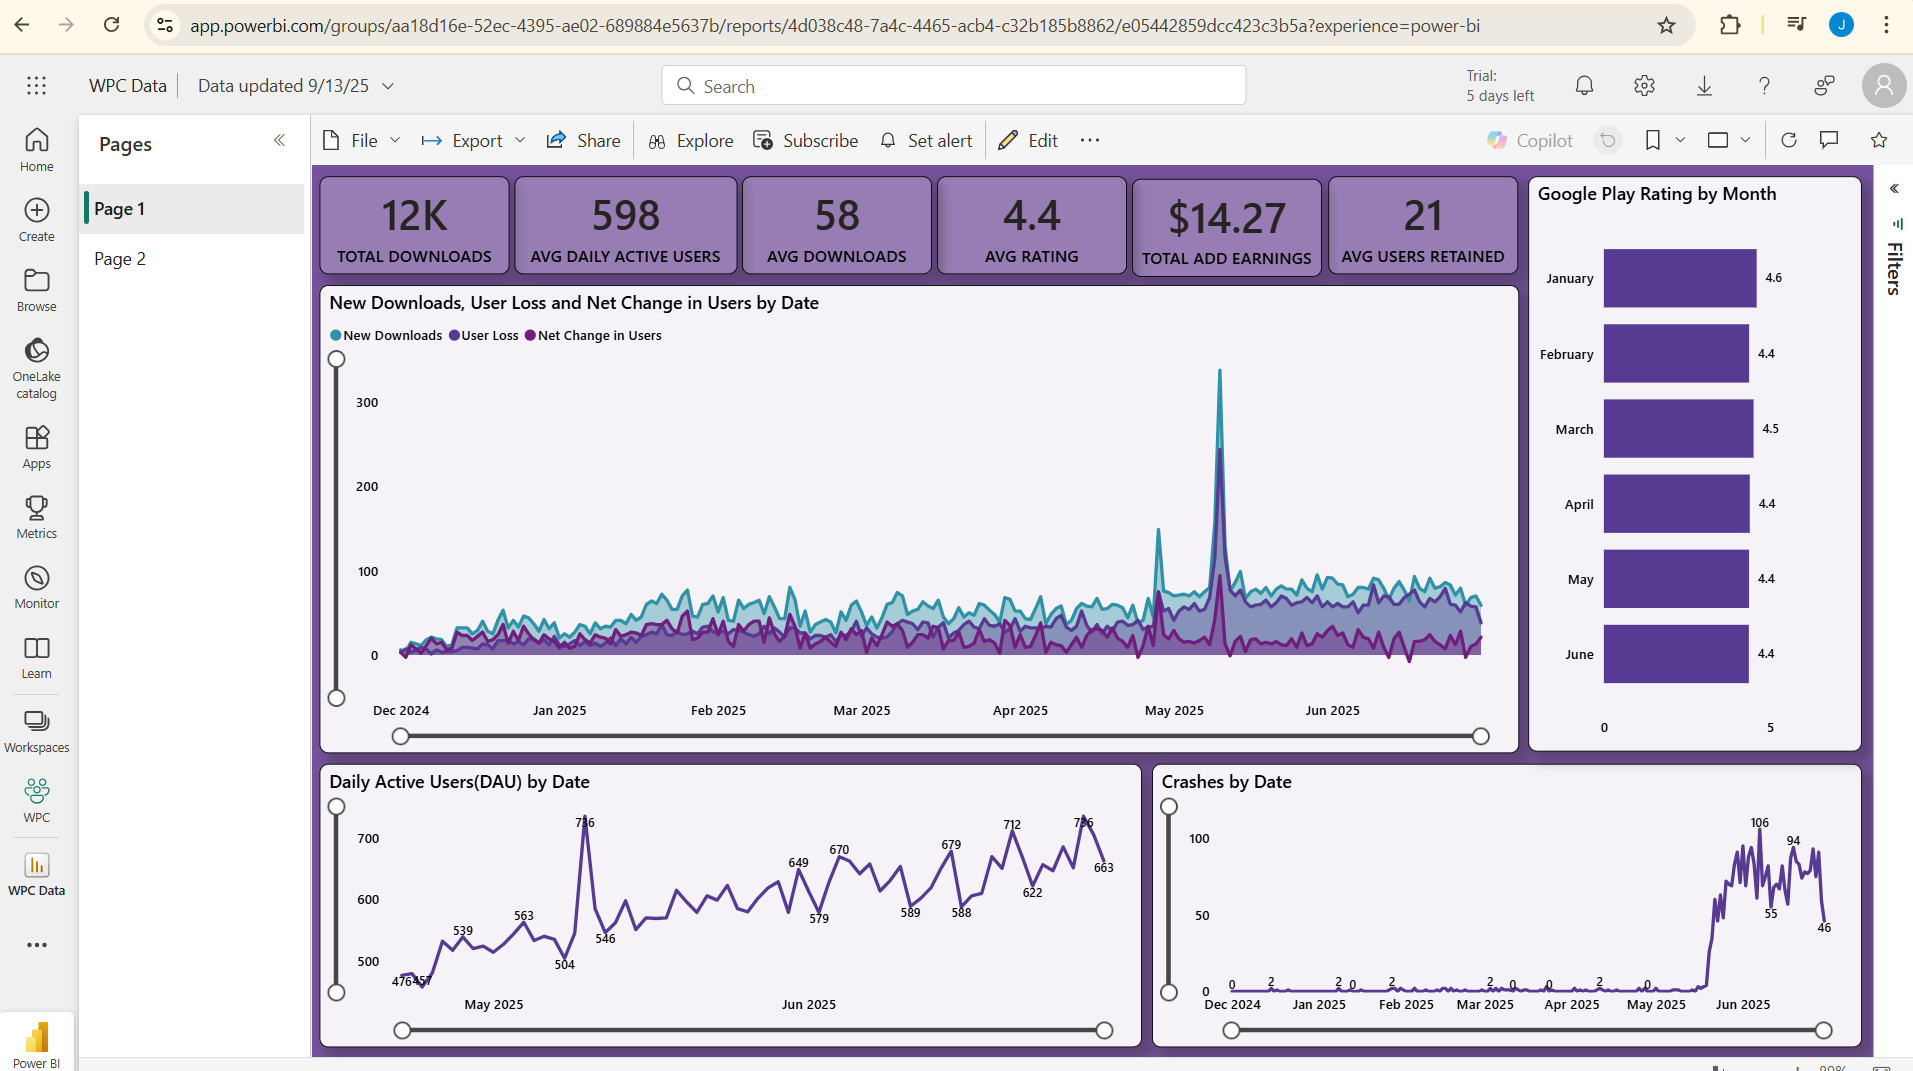 app.powerbi.com/groups/aa18d16e-52ec-4395-ae02-689884e5637b/reports/4d038c48-7a4c-4465-acb4-c32b185b8862/e05442859dcc423c3b5a?experience=power-bi
J
WPC Data
Data updated 9/13/25
Search
Trial:
5 days left
Home
Create
Browse
OneLake
catalog
Apps
Metrics
Monitor
Learn
Workspaces
WPC
WPC Data
Power BI
Pages
Page 1
Page 2
File
Export
Share
Explore
Subscribe
Set alert
Edit
Copilot
12K
TOTAL DOWNLOADS
598
AVG DAILY ACTIVE USERS
58
AVG DOWNLOADS
4.4
AVG RATING
$14.27
TOTAL ADD EARNINGS
21
AVG USERS RETAINED
New Downloads, User Loss and Net Change in Users by Date
New Downloads User Loss Net Change in Users
300
200
100
0
Dec 2024 Jan 2025 Feb 2025 Mar 2025 Apr 2025 May 2025 Jun 2025
Google Play Rating by Month
January 4.6
February 4.4
March 4.5
April 4.4
May 4.4
June 4.4
0 5
Filters
Daily Active Users(DAU) by Date
700
600
500
476 457 539 563 504 736 546 649 579 670 589 679 588 712 622 736 663
May 2025 Jun 2025
Crashes by Date
100
50
0
0 2 2 0 2 2 0 0 2 0 106 55 94 46
Dec 2024 Jan 2025 Feb 2025 Mar 2025 Apr 2025 May 2025 Jun 2025